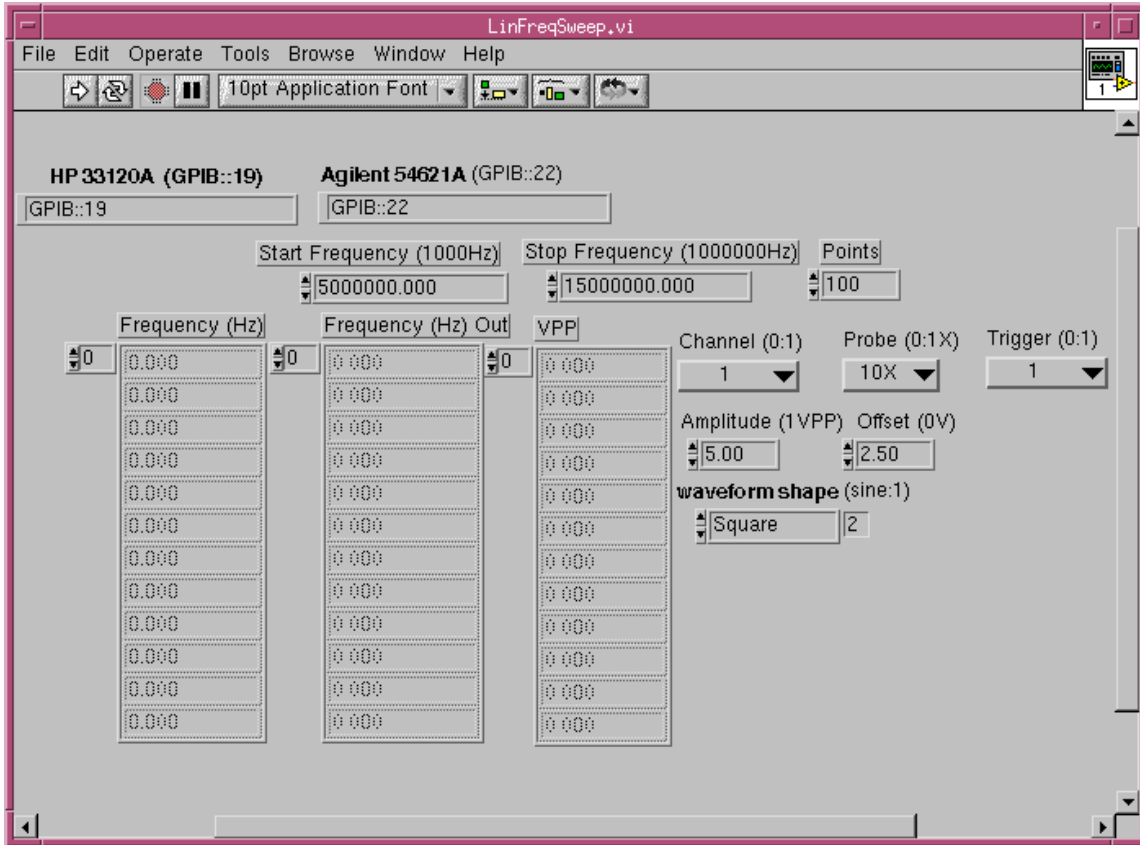 LinFreqSweep.vi
File Edit Operate Tools Browse Window Help
10pt Application Font
1
HP 33120A (GPIB::19) Agilent 54621A (GPIB::22)
GPIB::19 GPIB::22
Start Frequency (1000Hz) Stop Frequency (1000000Hz) Points
5000000.000 15000000.000 100
Frequency (Hz) Frequency (Hz) Out VPP
Channel (0:1) Probe (0:1X) Trigger (0:1)
0 0.000 0 0.000 0 0.000
1 10X 1
0.000 0.000 0.000
Amplitude (1VPP) Offset (0V)
0.000 0.000 0.000
5.00 2.50
0.000 0.000 0.000
waveform shape (sine:1)
0.000 0.000 0.000
Square 2
0.000 0.000 0.000
0.000 0.000 0.000
0.000 0.000 0.000
0.000 0.000 0.000
0.000 0.000 0.000
0.000 0.000 0.000
0.000 0.000 0.000